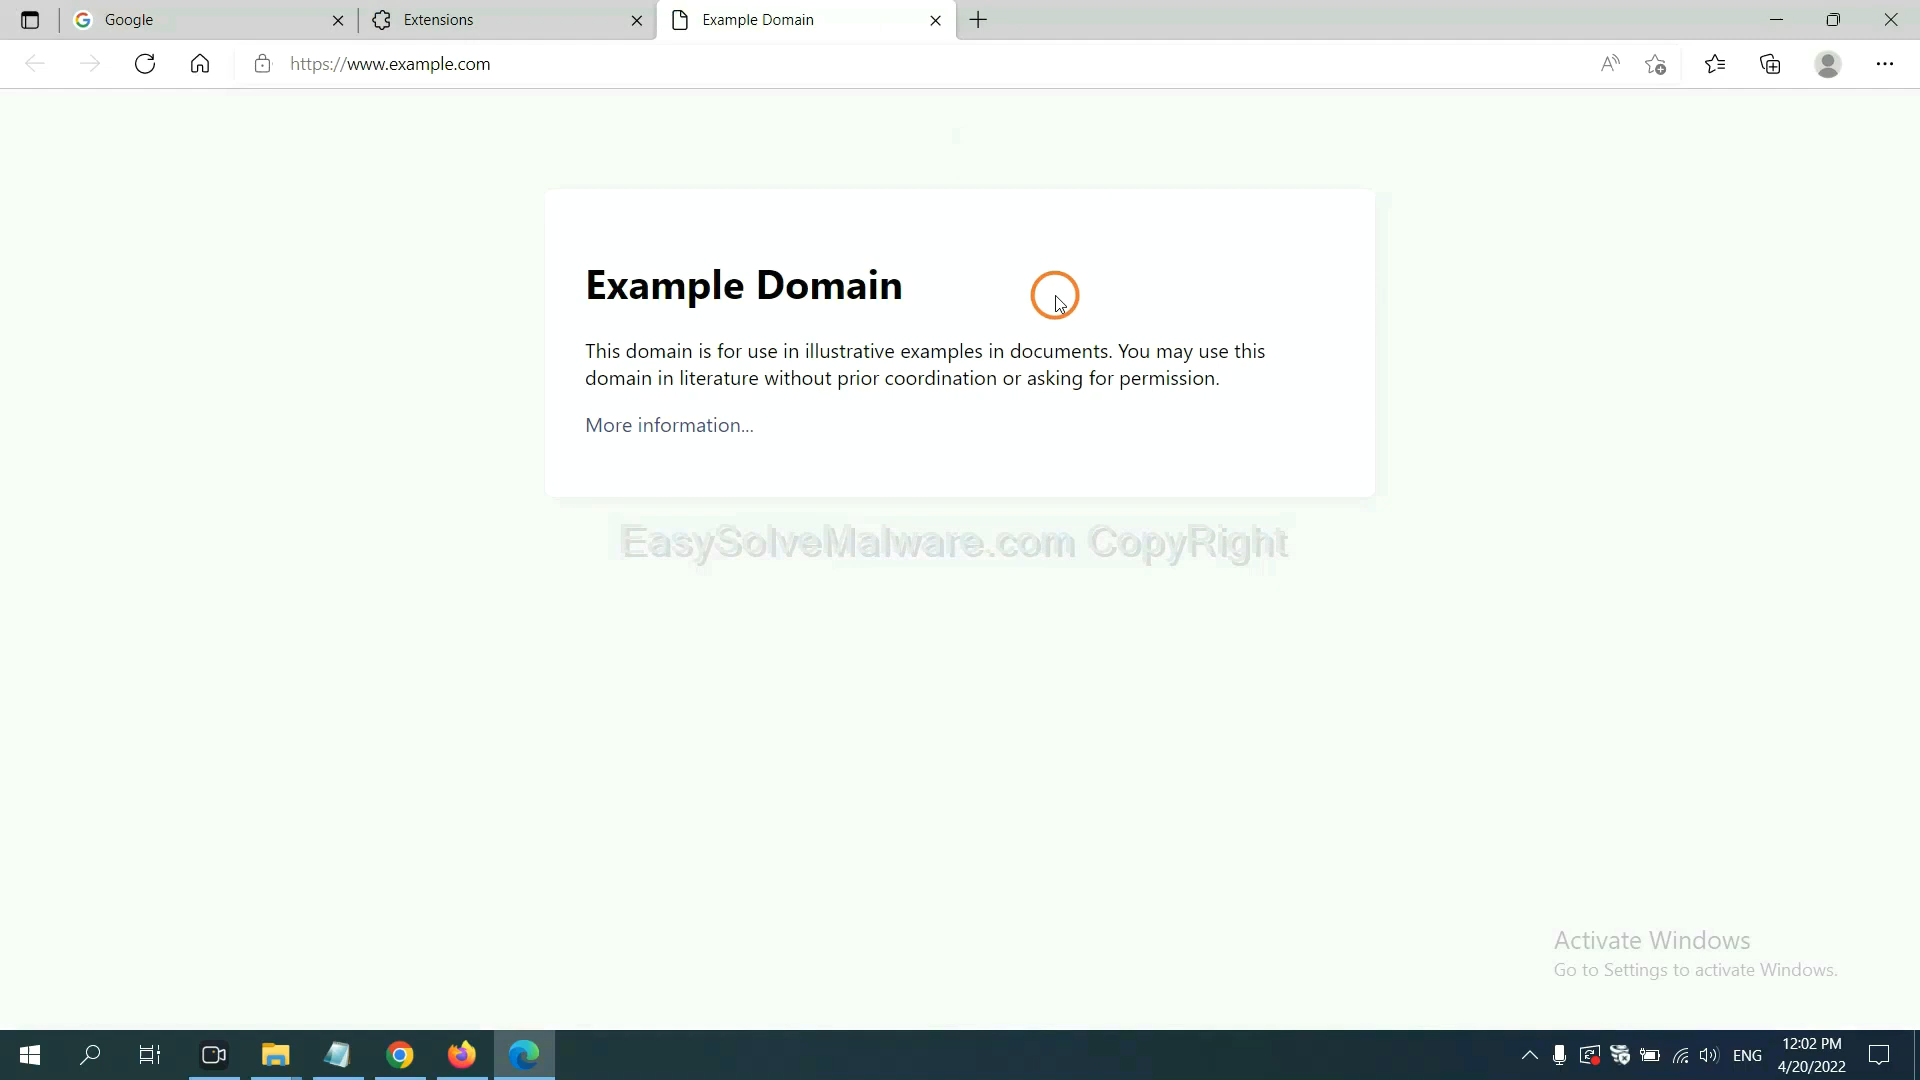 Google
Extensions
Example Domain
https://www.example.com
Example Domain
This domain is for use in illustrative examples in documents. You may use this
domain in literature without prior coordination or asking for permission.
More information...
EasySolveMalware.com CopyRight
Activate Windows
Go to Settings to activate Windows.
ENG
12:02 PM
4/20/2022